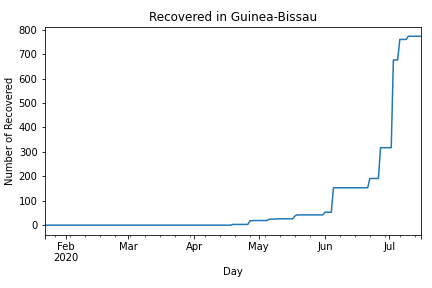 Recovered in Guinea-Bissau
Number of Recovered
800
700
600
500
400
300
200
100
0
Feb Mar Apr May Jun Jul
2020
Day